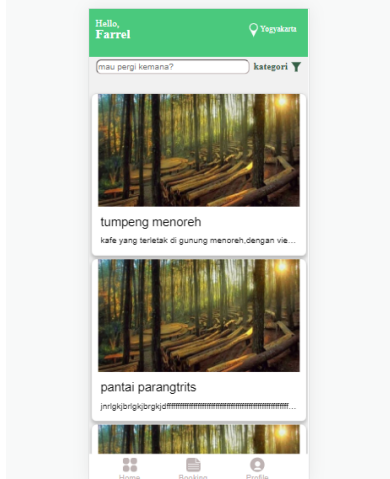 Hello,
Farrel
Yogyakarta
mau pergi kemana?
kategori
tumpeng menoreh
kafe yang terletak di gunung menoreh,dengan vie...
pantai parangtrits
Home
Booking
Profile